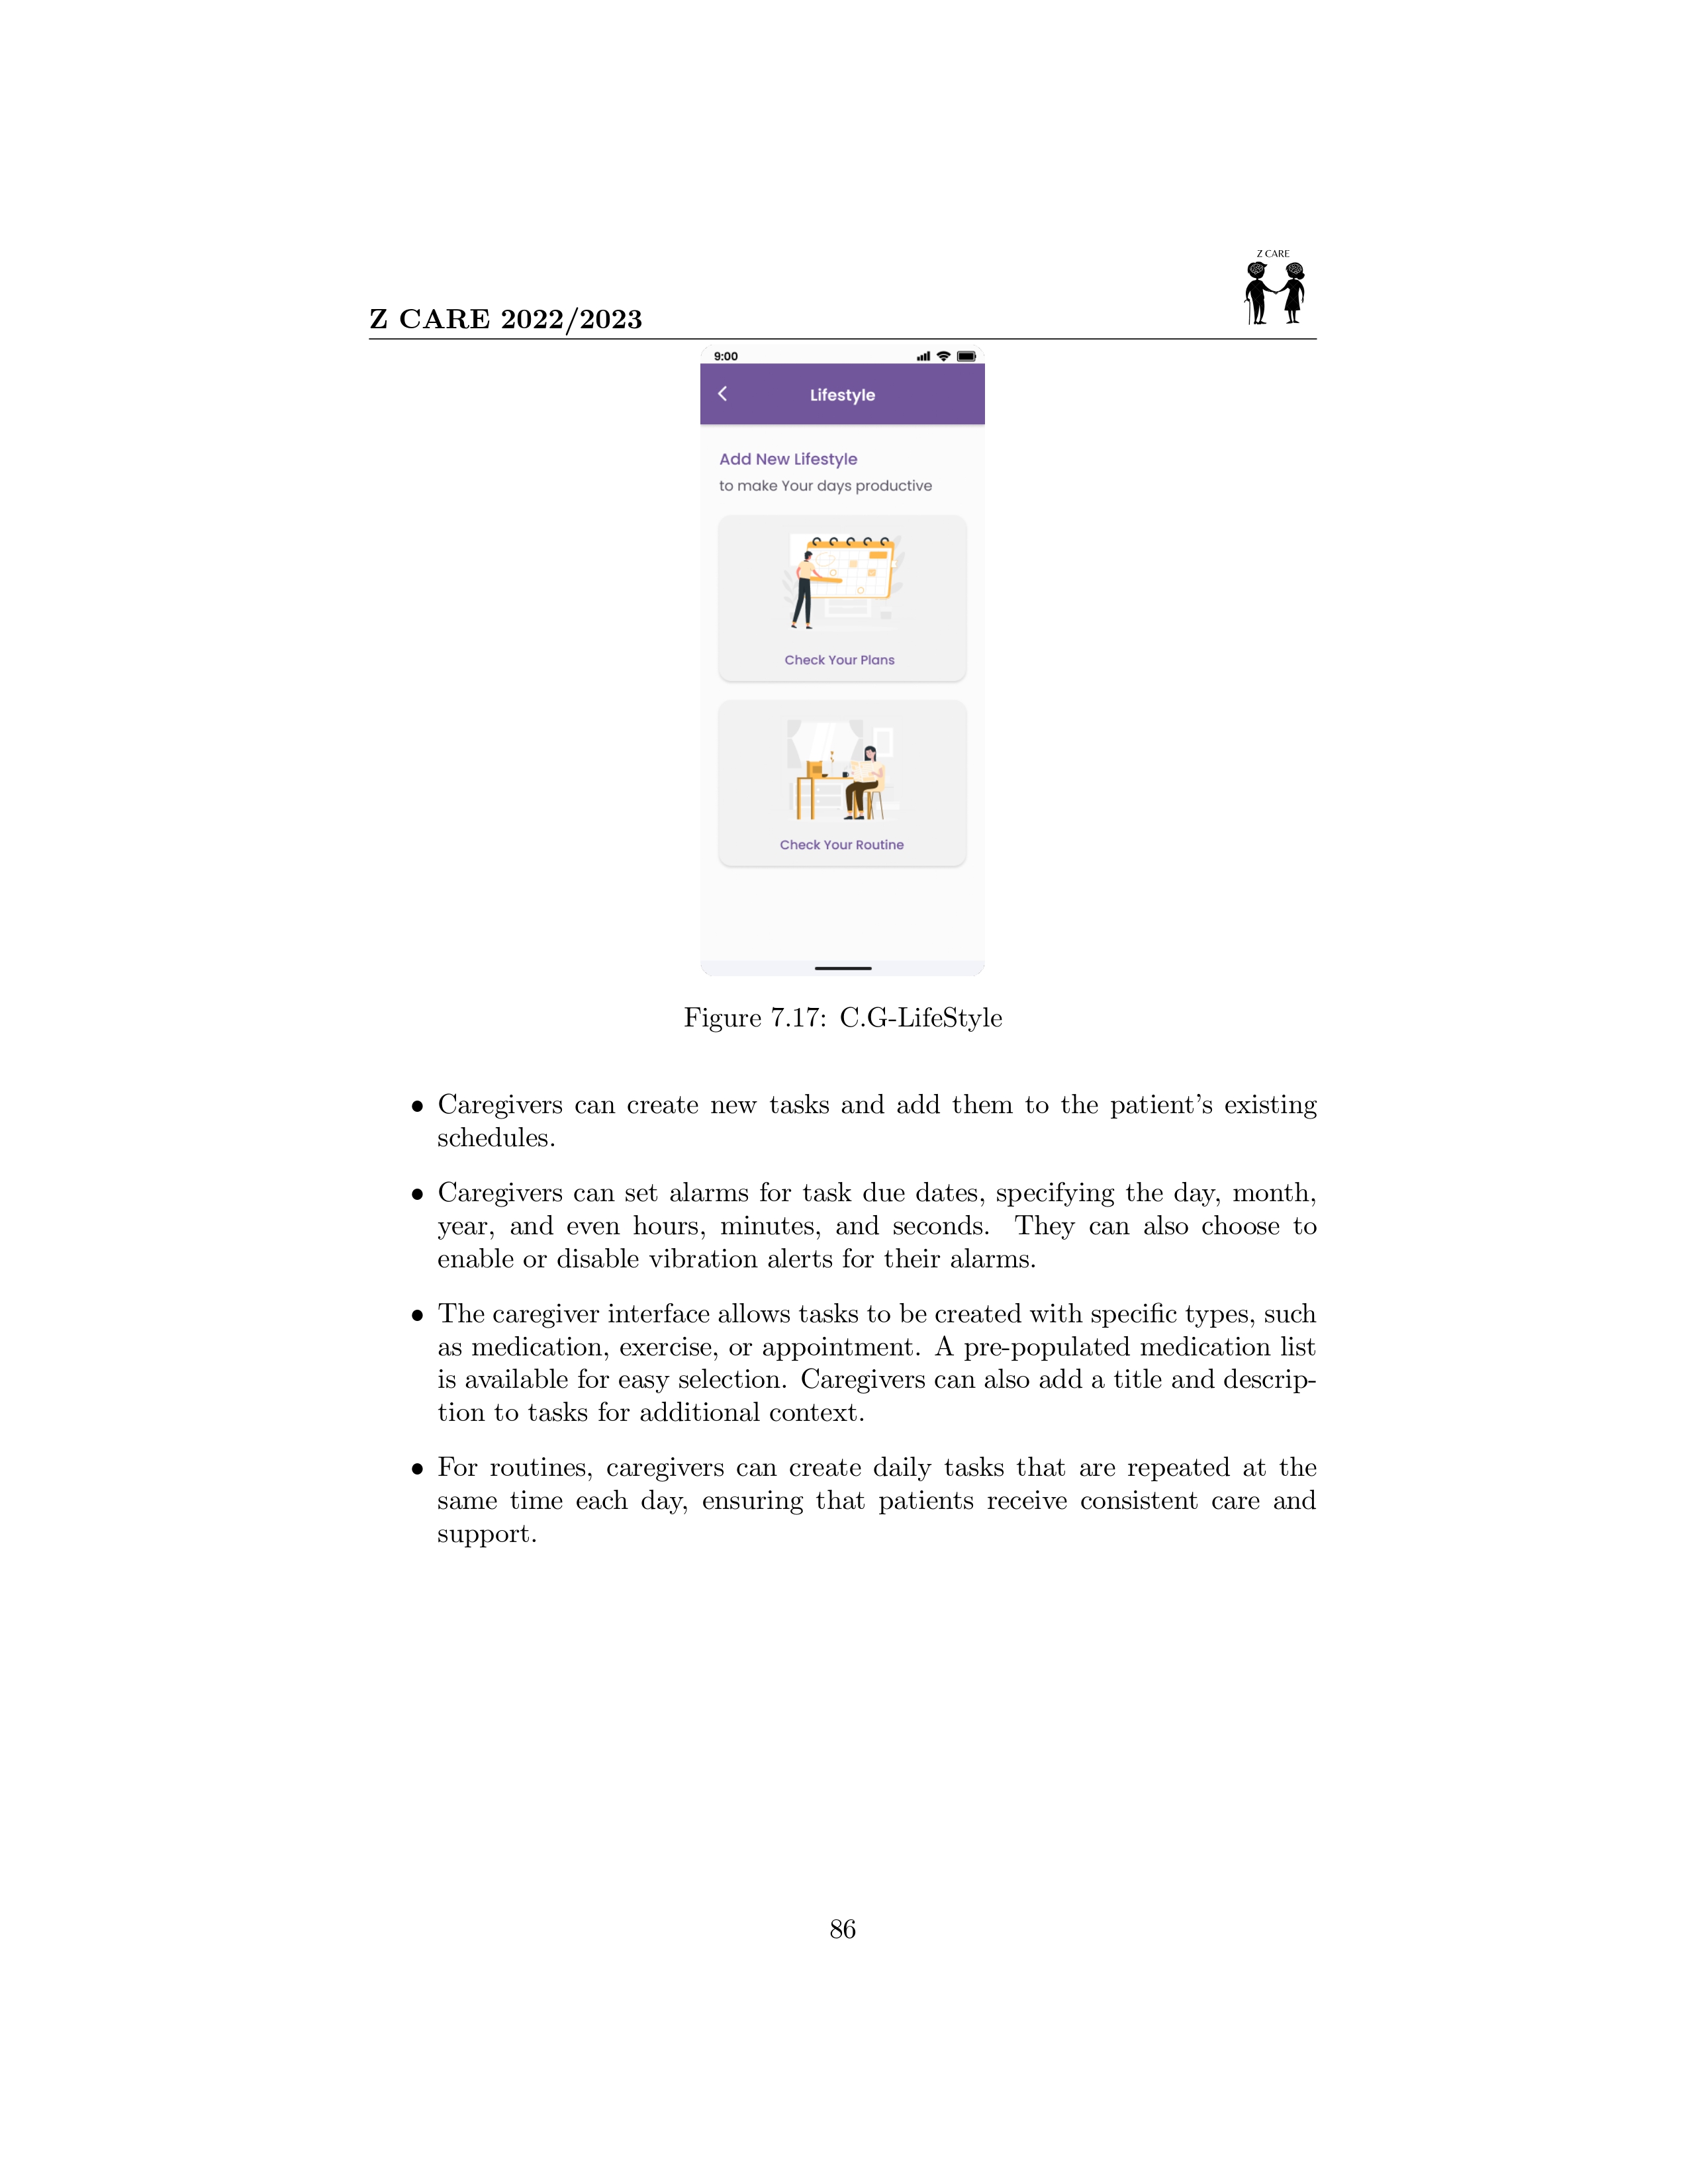 Z CARE
Z CARE 2022/2023
9:00
Lifestyle
Add New Lifestyle
to make Your days productive
Check Your Plans
Check Your Routine
Figure 7.17: C.G-LifeStyle
• Caregivers can create new tasks and add them to the patient's existing
schedules.
• Caregivers can set alarms for task due dates, specifying the day, month,
year, and even hours, minutes, and seconds. They can also choose to
enable or disable vibration alerts for their alarms.
• The caregiver interface allows tasks to be created with specific types, such
as medication, exercise, or appointment. A pre-populated medication list
is available for easy selection. Caregivers can also add a title and descrip-
tion to tasks for additional context.
• For routines, caregivers can create daily tasks that are repeated at the
same time each day, ensuring that patients receive consistent care and
support.
86